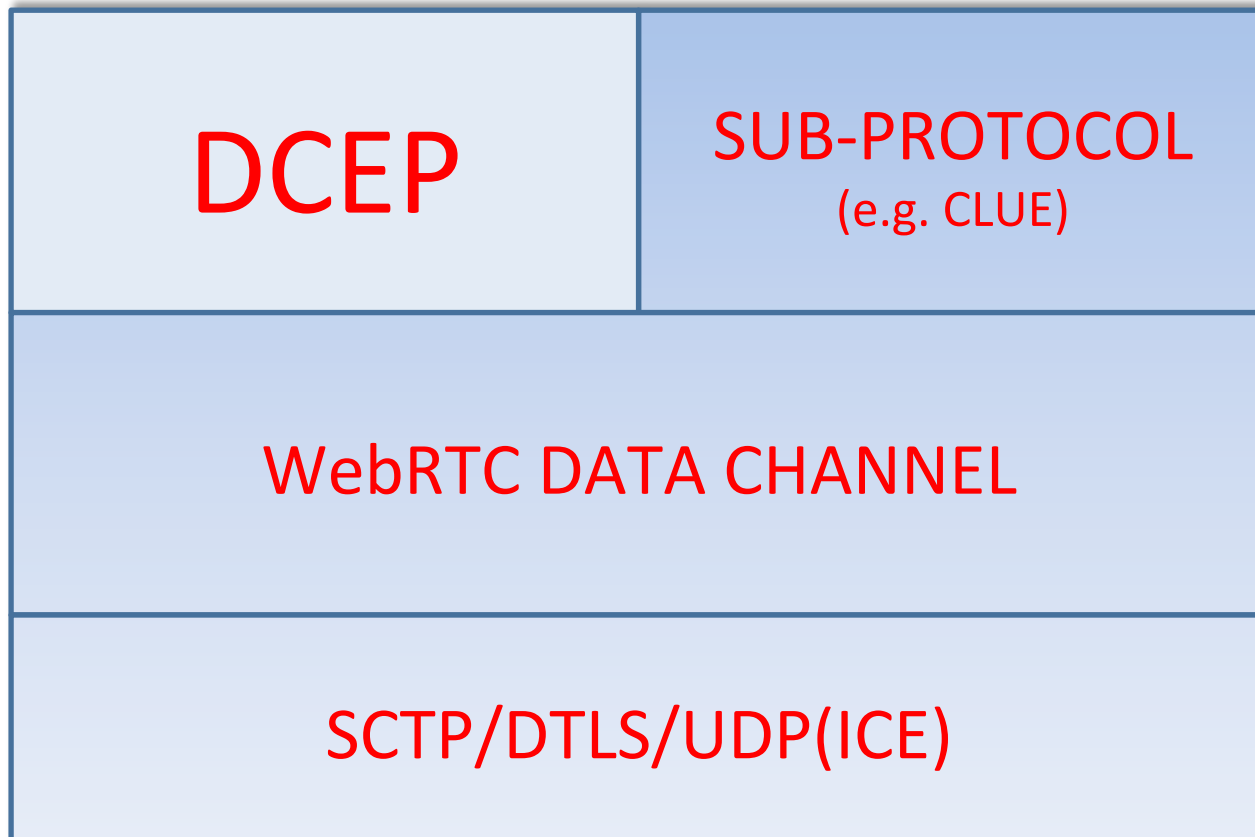 DCEP
SUB-PROTOCOL
(e.g. CLUE)
WebRTC DATA CHANNEL
SCTP/DTLS/UDP(ICE)